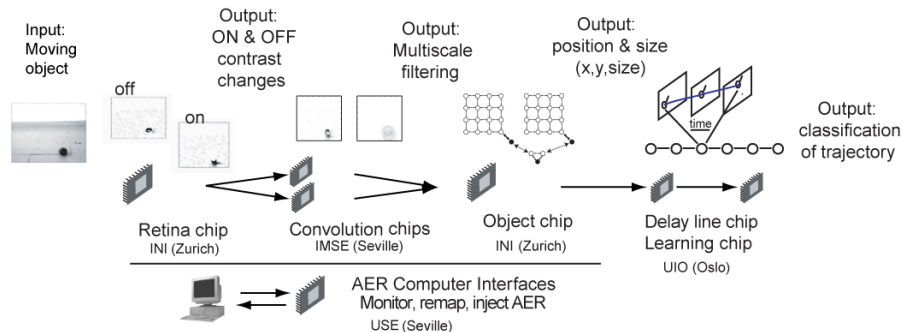 Input:
Moving
object
off
on
Output:
ON & OFF
contrast
changes
Output:
Multiscale
filtering
Output:
position & size
(x,y,size)
time
Output:
classification
of trajectory
Retina chip
INI (Zurich)
Convolution chips
IMSE (Seville)
Object chip
INI (Zurich)
Delay line chip
Learning chip
UIO (Oslo)
AER Computer Interfaces
Monitor, remap, inject AER
USE (Seville)